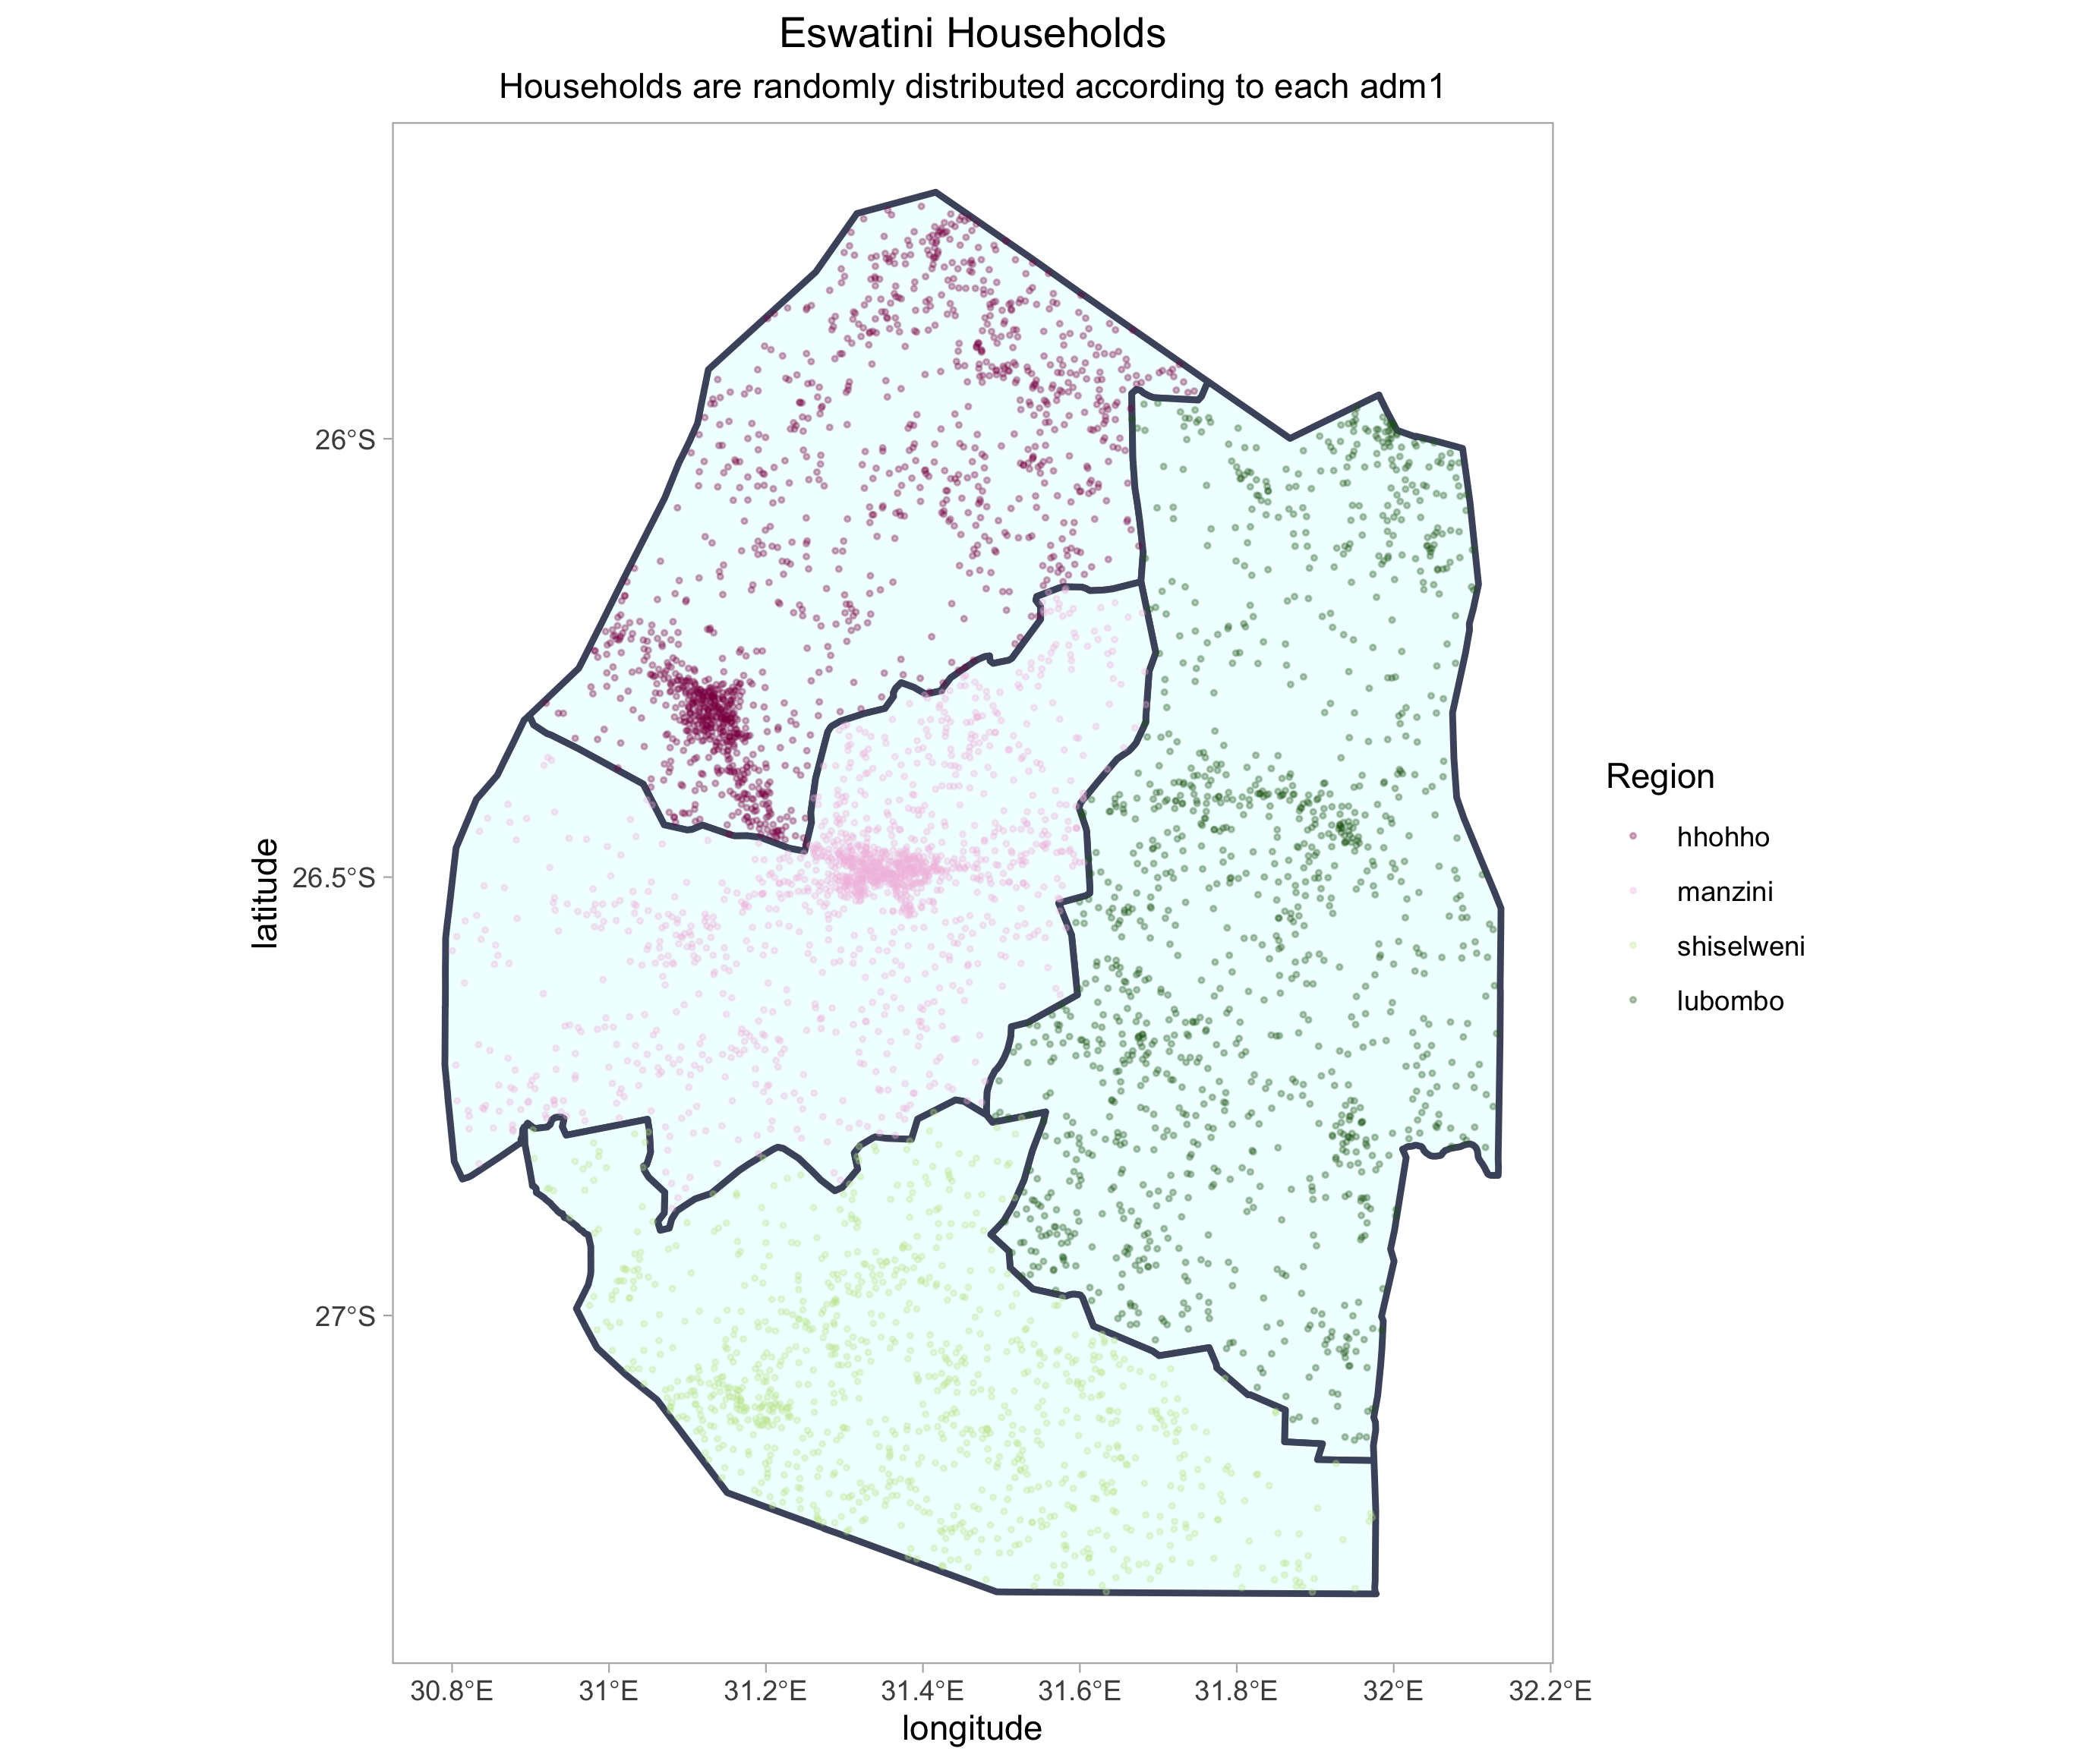 Eswatini Households
Households are randomly distributed according to each adm1
26°S
26.5°S
27°S
latitude
30.8°E
31°E
31.2°E
31.4°E
31.6°E
31.8°E
32°E
32.2°E
longitude
Region
hhohho
manzini
shiselweni
lubombo